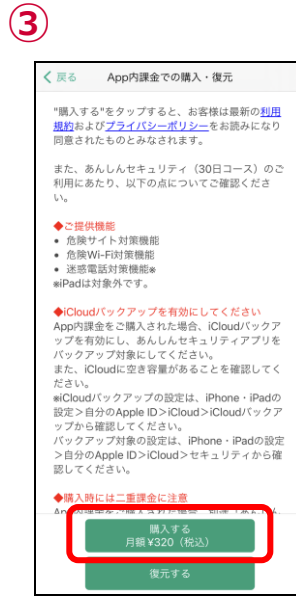 ③
戻る App内課金での購入・復元
"購入する"をタップすると、お客様は最新の利用
規約およびプライバシーポリシーをお読みになり
同意されたものとみなされます。
また、あんしんセキュリティ（30日コース）のご
利用にあたり、以下の点についてご確認くださ
い。
◆ご提供機能
• 危険サイト対策機能
• 危険Wi-Fi対策機能
• 迷惑電話対策機能※
※iPadは対象外です。
◆iCloudバックアップを有効にしてください
App内課金をご購入された場合、iCloudバックア
ップを有効にし、あんしんセキュリティアプリを
バックアップ対象にしてください。
また、iCloudに空き容量があることを確認してく
ださい。
※iCloudバックアップの設定は、iPhone・iPadの
設定＞自分のApple ID＞iCloud＞iCloudバックア
ップから確認してください。
バックアップ対象の設定は、iPhone・iPadの設定
＞自分のApple ID＞iCloud＞セキュリティから確
認してください。
◆購入時には二重課金に注意
購入する
月額¥320（税込）
復元する